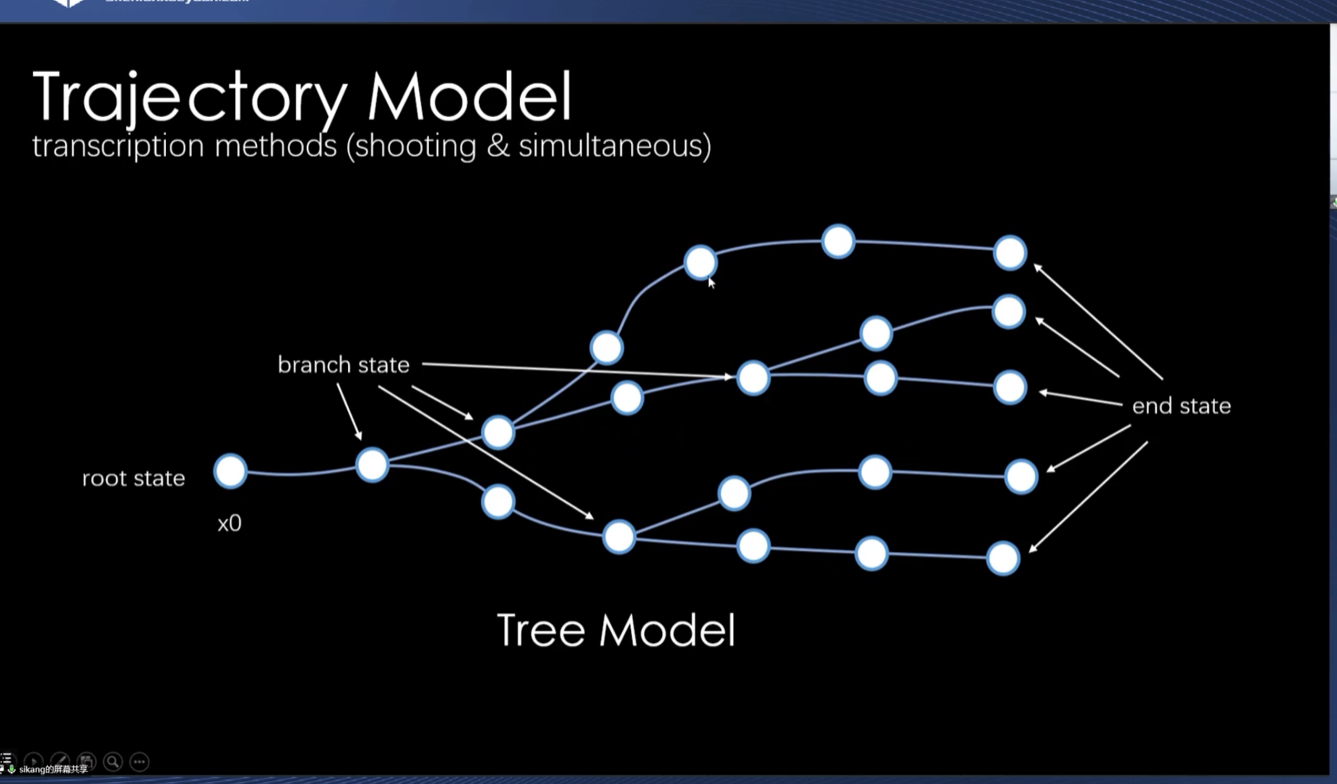 Trajectory Model
transcription methods (shooting & simultaneous)
branch state
end state
root state
x0
Tree Model
sikang的屏幕共享